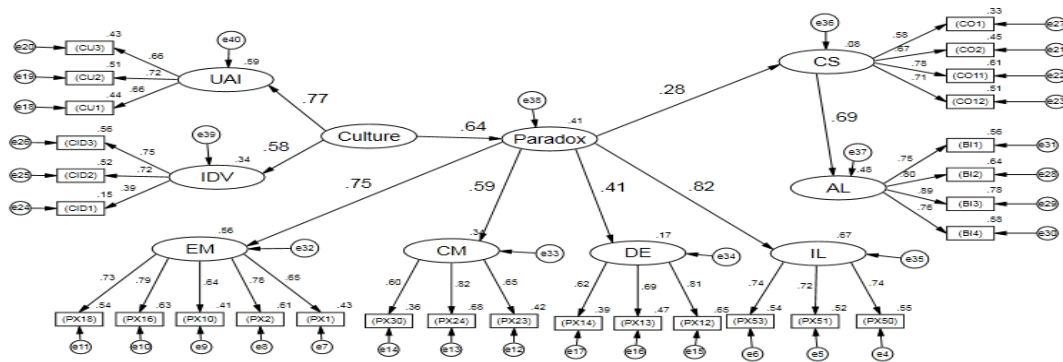 e20 .43 (CU3) .66
e19 .51 (CU2) .72
e18 .44 (CU1) .66
e40 .59
UAI
.77
e26 .56 (CID3) .75
e25 .52 (CID2) .72
e24 .15 (CID1) .39
e39 .34
IDV
.58
Culture
.64
e38 .41
Paradox
.28
e36 .08
CS
.58 .33 (CO1) e27
.67 .45 (CO2) e21
.78 .61 (CO11) e22
.71 .51 (CO12) e23
.69
e37 .48
AL
.75 .56 (BI1) e31
.80 .64 (BI2) e28
.89 .78 (BI3) e29
.76 .58 (BI4) e30
.75
.59
.41
.82
.56
EM e32
.34
CM e33
.17
DE e34
.67
IL e35
.73 .79 .64 .78 .65
.54 .63 .41 .61 .43
(PX18) (PX16) (PX10) (PX2) (PX1)
e11 e10 e9 e8 e7
.60 .82 .65
.36 .68 .42
(PX30) (PX24) (PX23)
e14 e13 e12
.62 .69 .81
.39 .47 .65
(PX14) (PX13) (PX12)
e17 e16 e15
.74 .72 .74
.54 .52 .55
(PX53) (PX51) (PX50)
e6 e5 e4